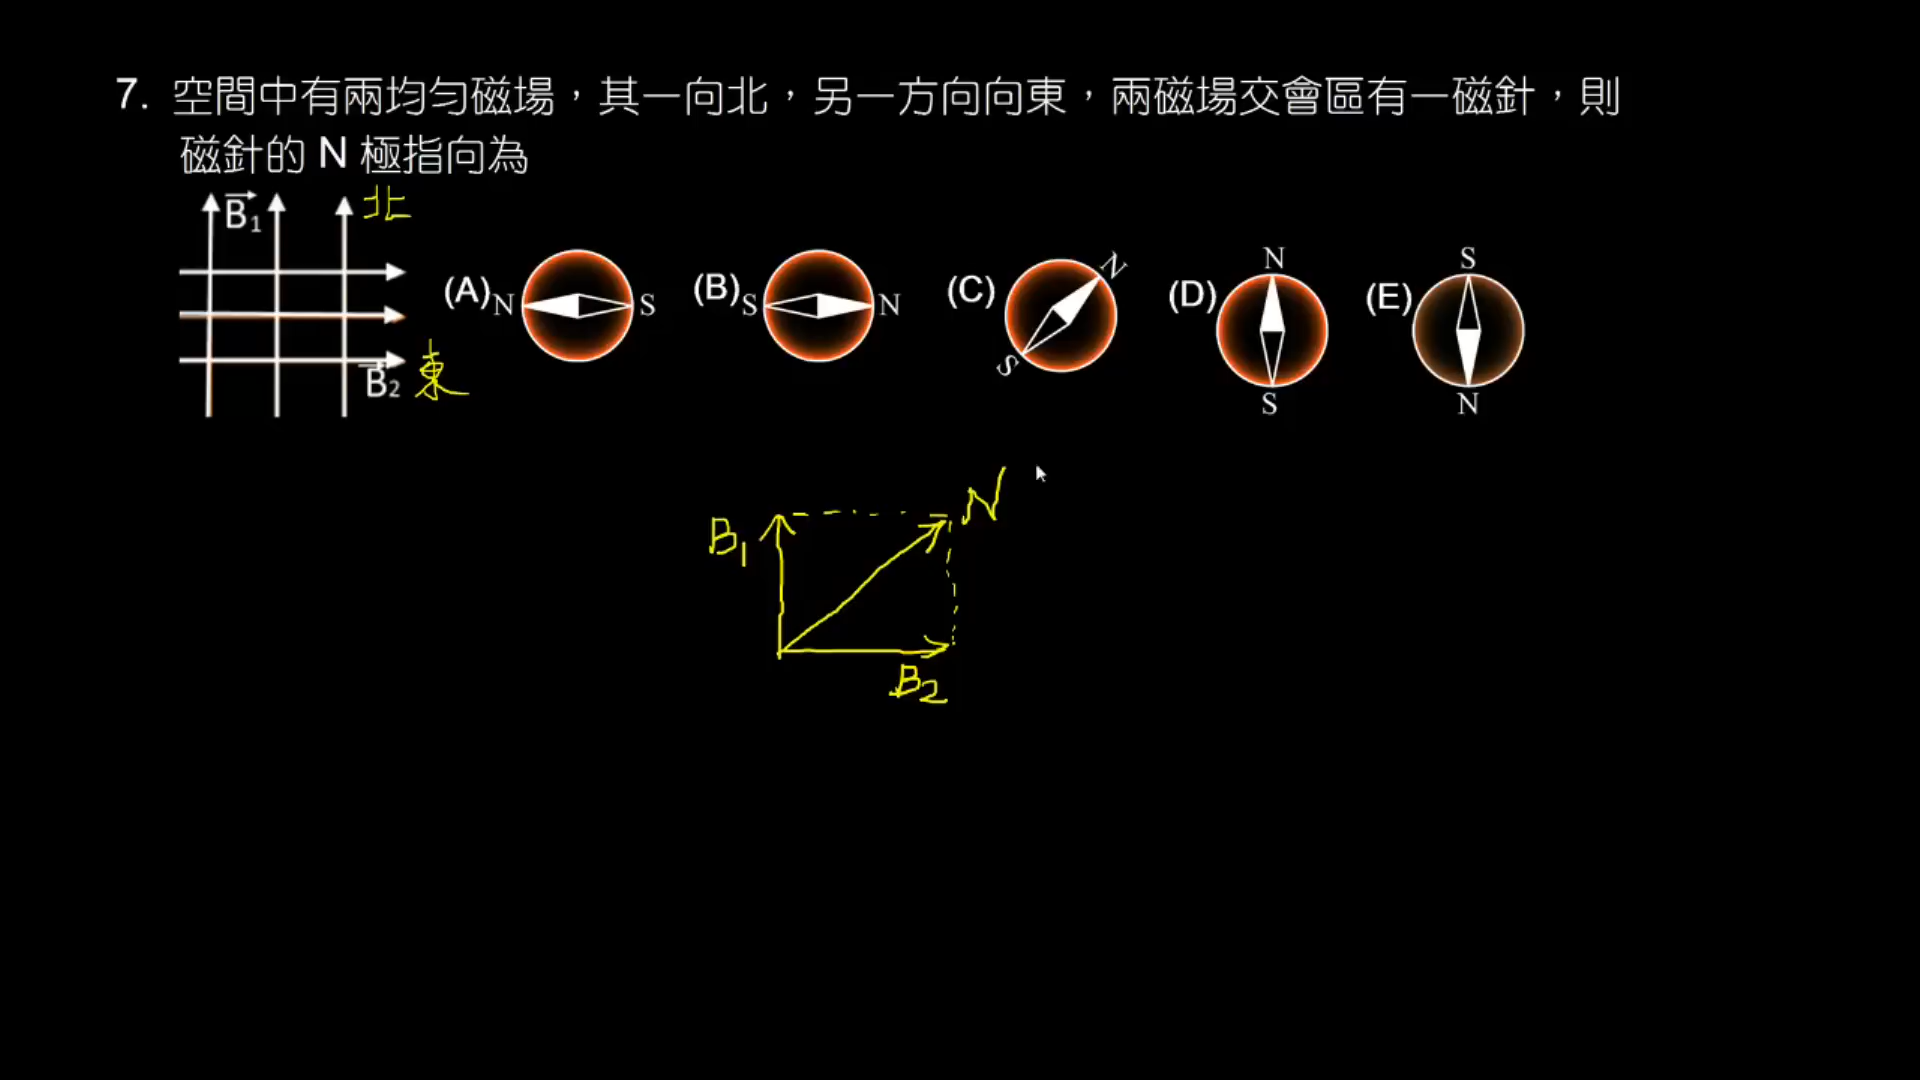 7. 空間中有兩均勻磁場，其一向北，另一方向向東，兩磁場交會區有一磁針，則
磁針的 N 極指向為
B1 北
B2 東
(A) N S
(B) S N
(C) N S
(D) N S
(E) S N
B1 N
B2